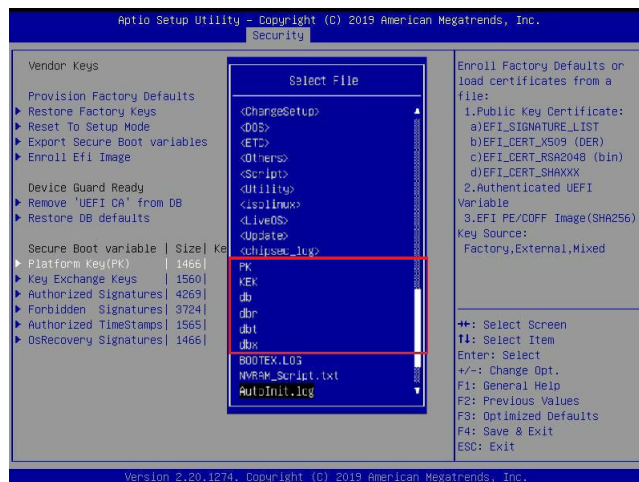 Aptio Setup Utility – Copyright (C) 2019 American Megatrends, Inc.
Security
Vendor Keys
Provision Factory Defaults
Restore Factory Keys
Reset To Setup Mode
Export Secure Boot variables
Enroll Efi Image
Device Guard Ready
Remove 'UEFI CA' from DB
Restore DB defaults
Secure Boot variable | Size| Ke
Platform Key(PK) | 1466|
Key Exchange Keys | 1560|
Authorized Signatures| 4269|
Forbidden Signatures| 3724|
Authorized TimeStamps| 1565|
OsRecovery Signatures| 1466|
Select File
<ChangeSetup>
<DOS>
<ETC>
<Others>
<Script>
<Utility>
<isolinux>
<LiveOS>
<Update>
<chipsec_log>
PK
KEK
db
dbr
dbt
dbx
BOOTEX.LOG
NVRAM_Script.txt
AutoInit.log
Enroll Factory Defaults or
load certificates from a
file:
1.Public Key Certificate:
a)EFI_SIGNATURE_LIST
b)EFI_CERT_X509 (DER)
c)EFI_CERT_RSA2048 (bin)
d)EFI_CERT_SHAXXX
2.Authenticated UEFI
Variable
3.EFI PE/COFF Image(SHA256)
Key Source:
Factory,External,Mixed
→←: Select Screen
↑↓: Select Item
Enter: Select
+/-: Change Opt.
F1: General Help
F2: Previous Values
F3: Optimized Defaults
F4: Save & Exit
ESC: Exit
Version 2.20.1274. Copyright (C) 2019 American Megatrends, Inc.